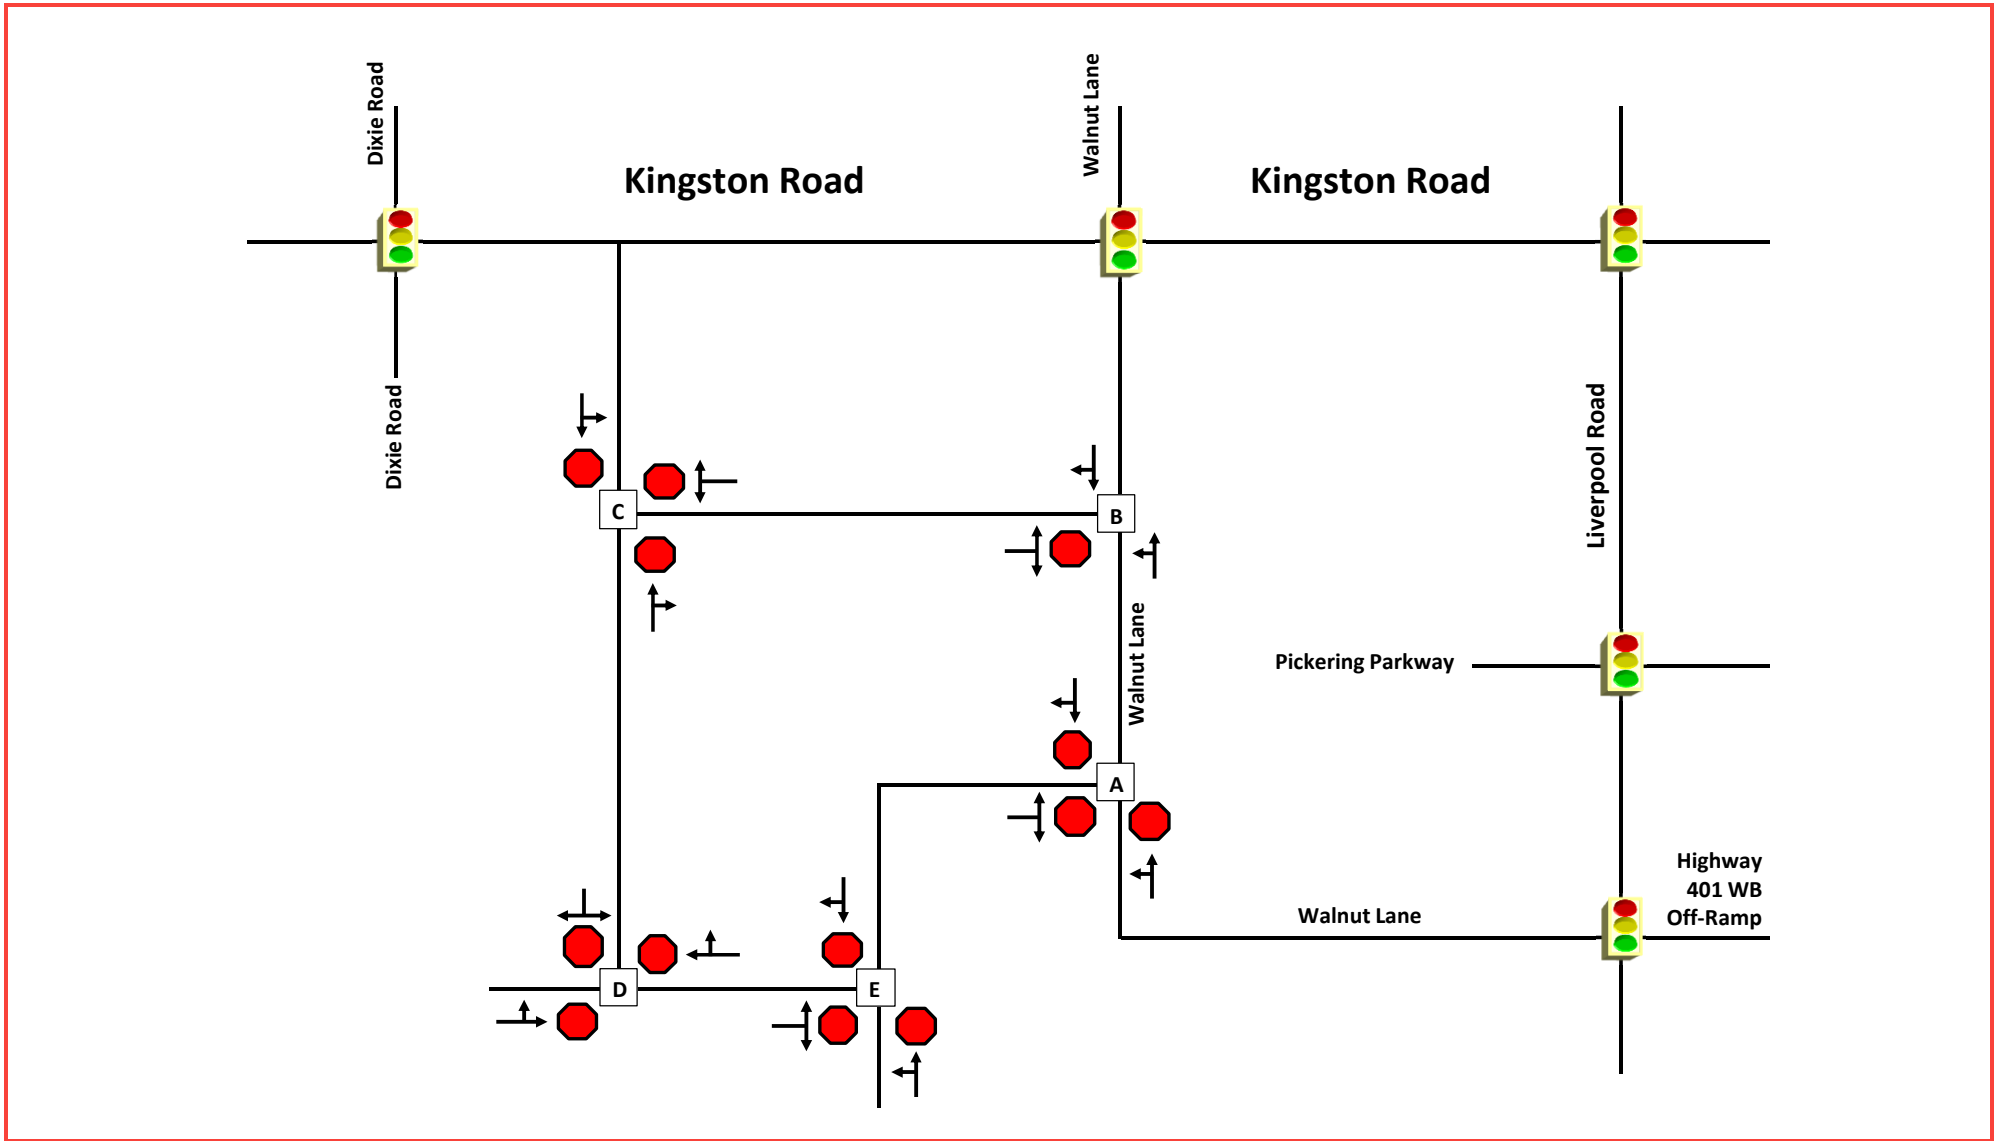 Dixie Road
Walnut Lane
Kingston Road
Kingston Road
Dixie Road
Liverpool Road
C
B
Walnut Lane
Pickering Parkway
A
Highway
401 WB
Off-Ramp
Walnut Lane
D
E